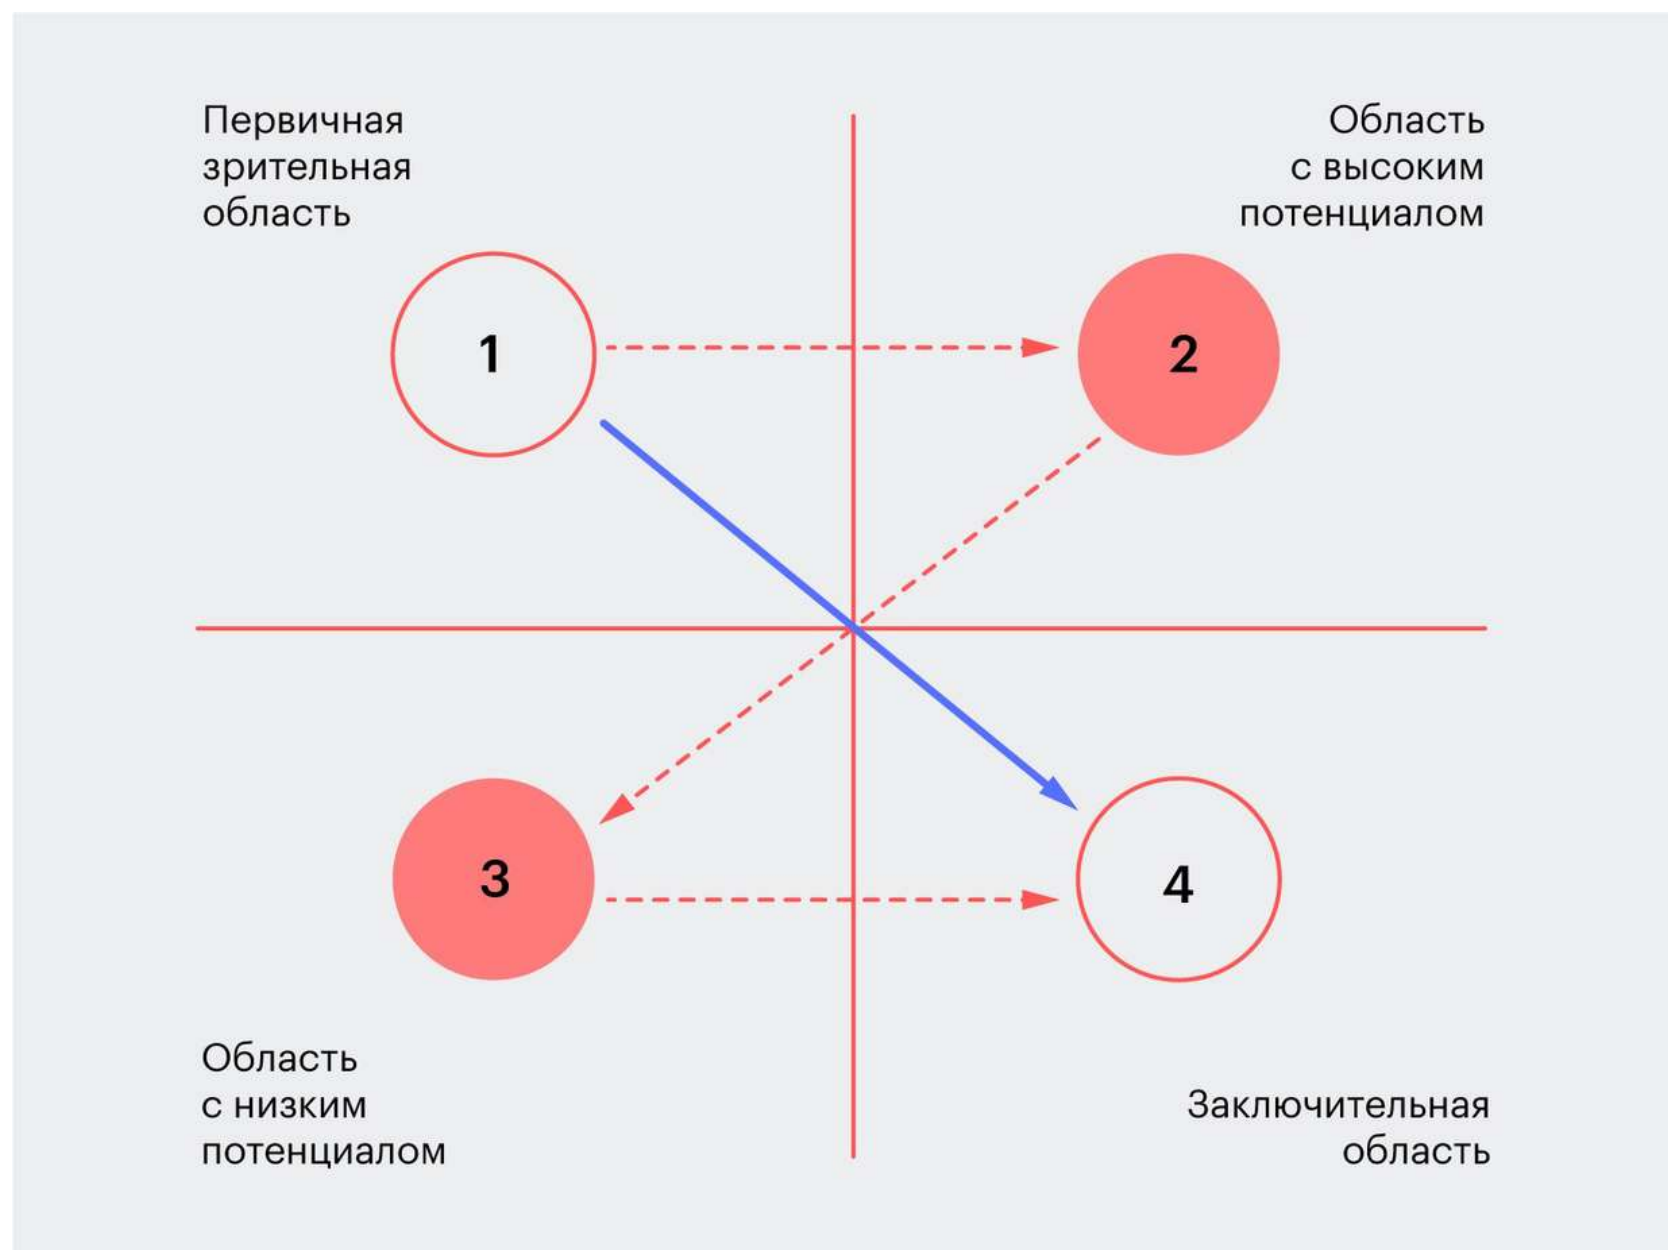 Первичная
зрительная
область
Область
с высоким
потенциалом
1
2
3
4
Область
с низким
потенциалом
Заключительная
область